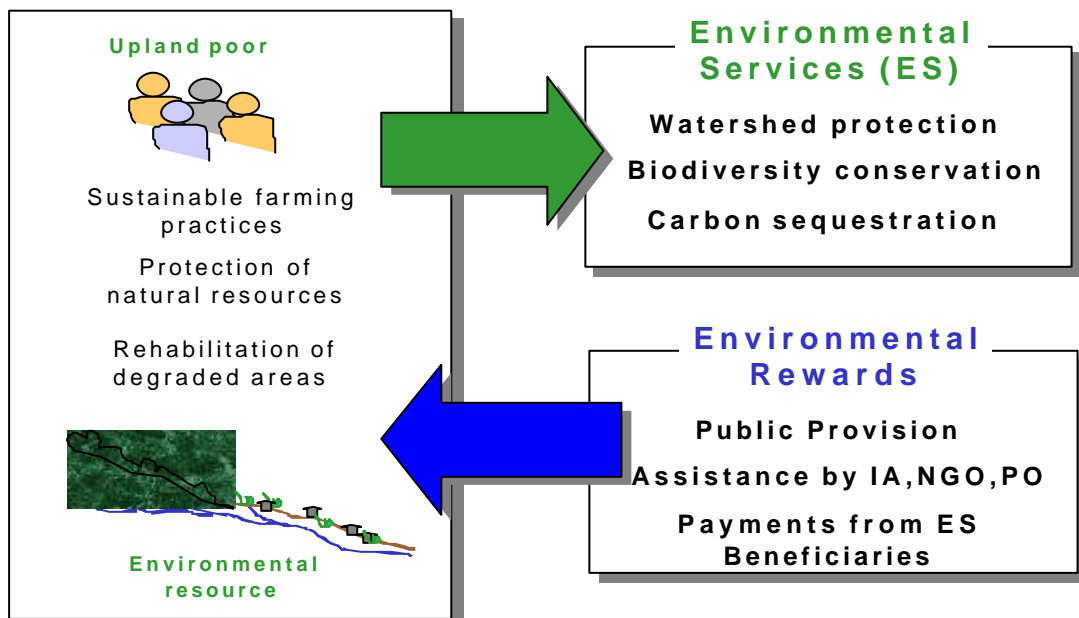 Upland poor
Sustainable farming
practices
Protection of
natural resources
Rehabilitation of
degraded areas
Environmental
resource
Environmental
Services (ES)
Watershed protection
Biodiversity conservation
Carbon sequestration
Environmental
Rewards
Public Provision
Assistance by IA,NGO,PO
Payments from ES
Beneficiaries